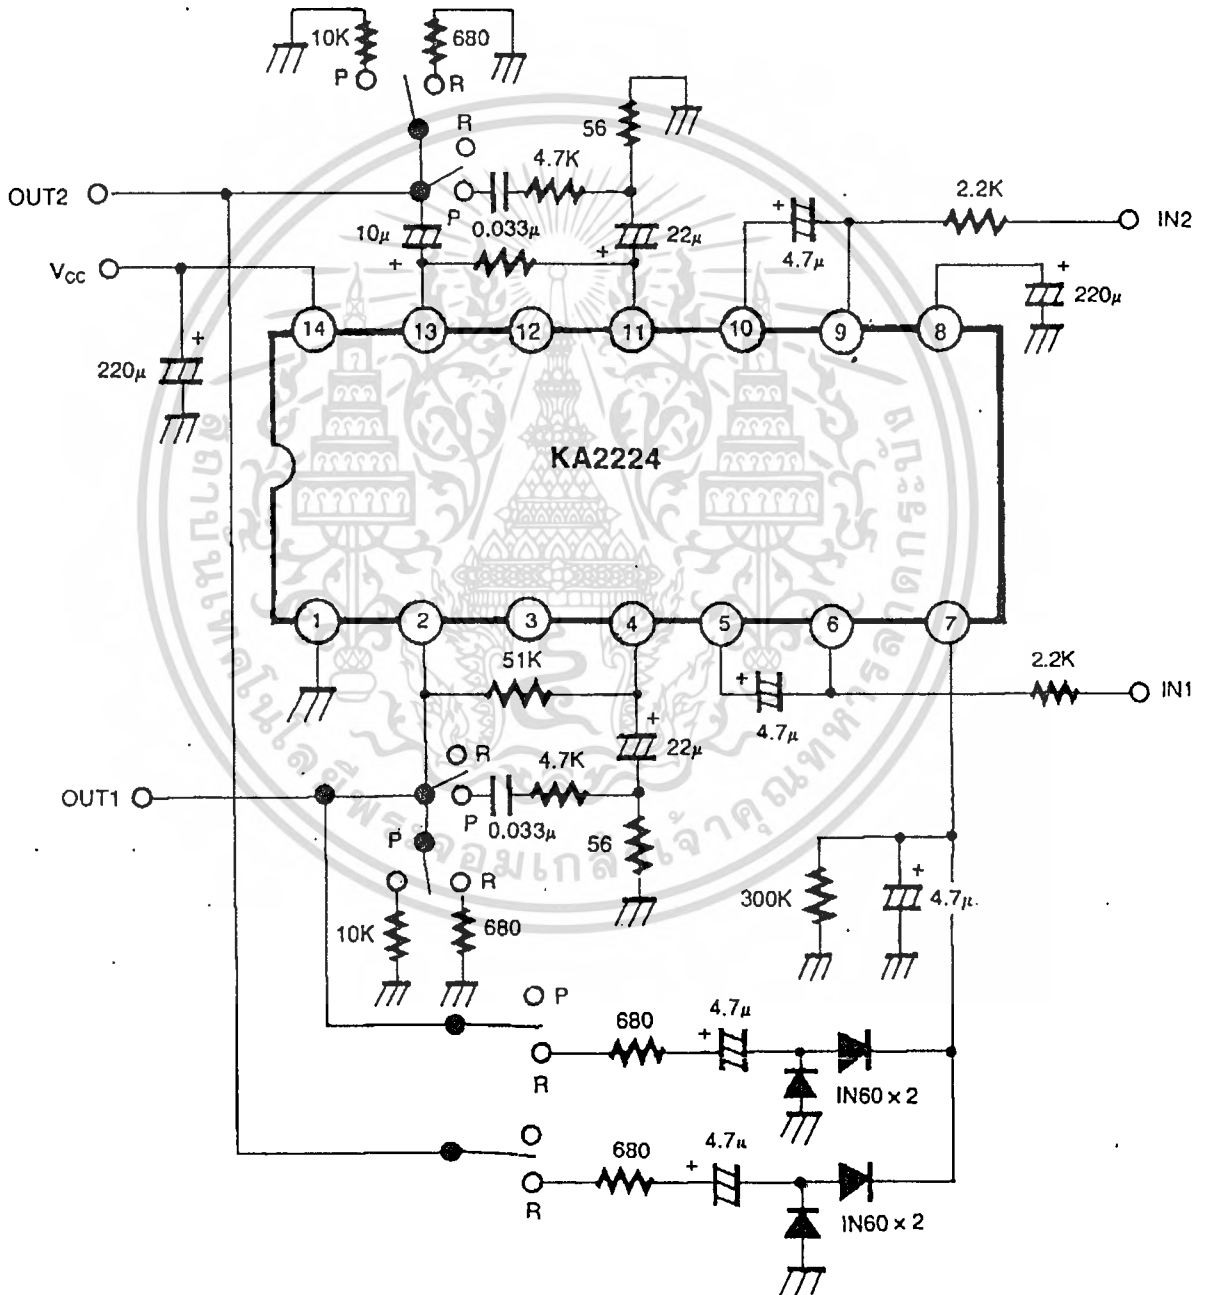 10K
680
P
R
56
R
4.7K
OUT2
P
0.033μ
10μ
+
22μ
+
+
4.7μ
2.2K
IN2
Vcc
+
220μ
+
220μ
14
13
12
11
10
9
8
KA2224
1
2
3
4
5
6
7
51K
+
4.7μ
2.2K
IN1
+
22μ
R
4.7K
OUT1
P
0.033μ
P
56
R
10K
680
300K
+
4.7μ
P
R
680
+
4.7μ
IN60 × 2
R
680
+
4.7μ
IN60 × 2